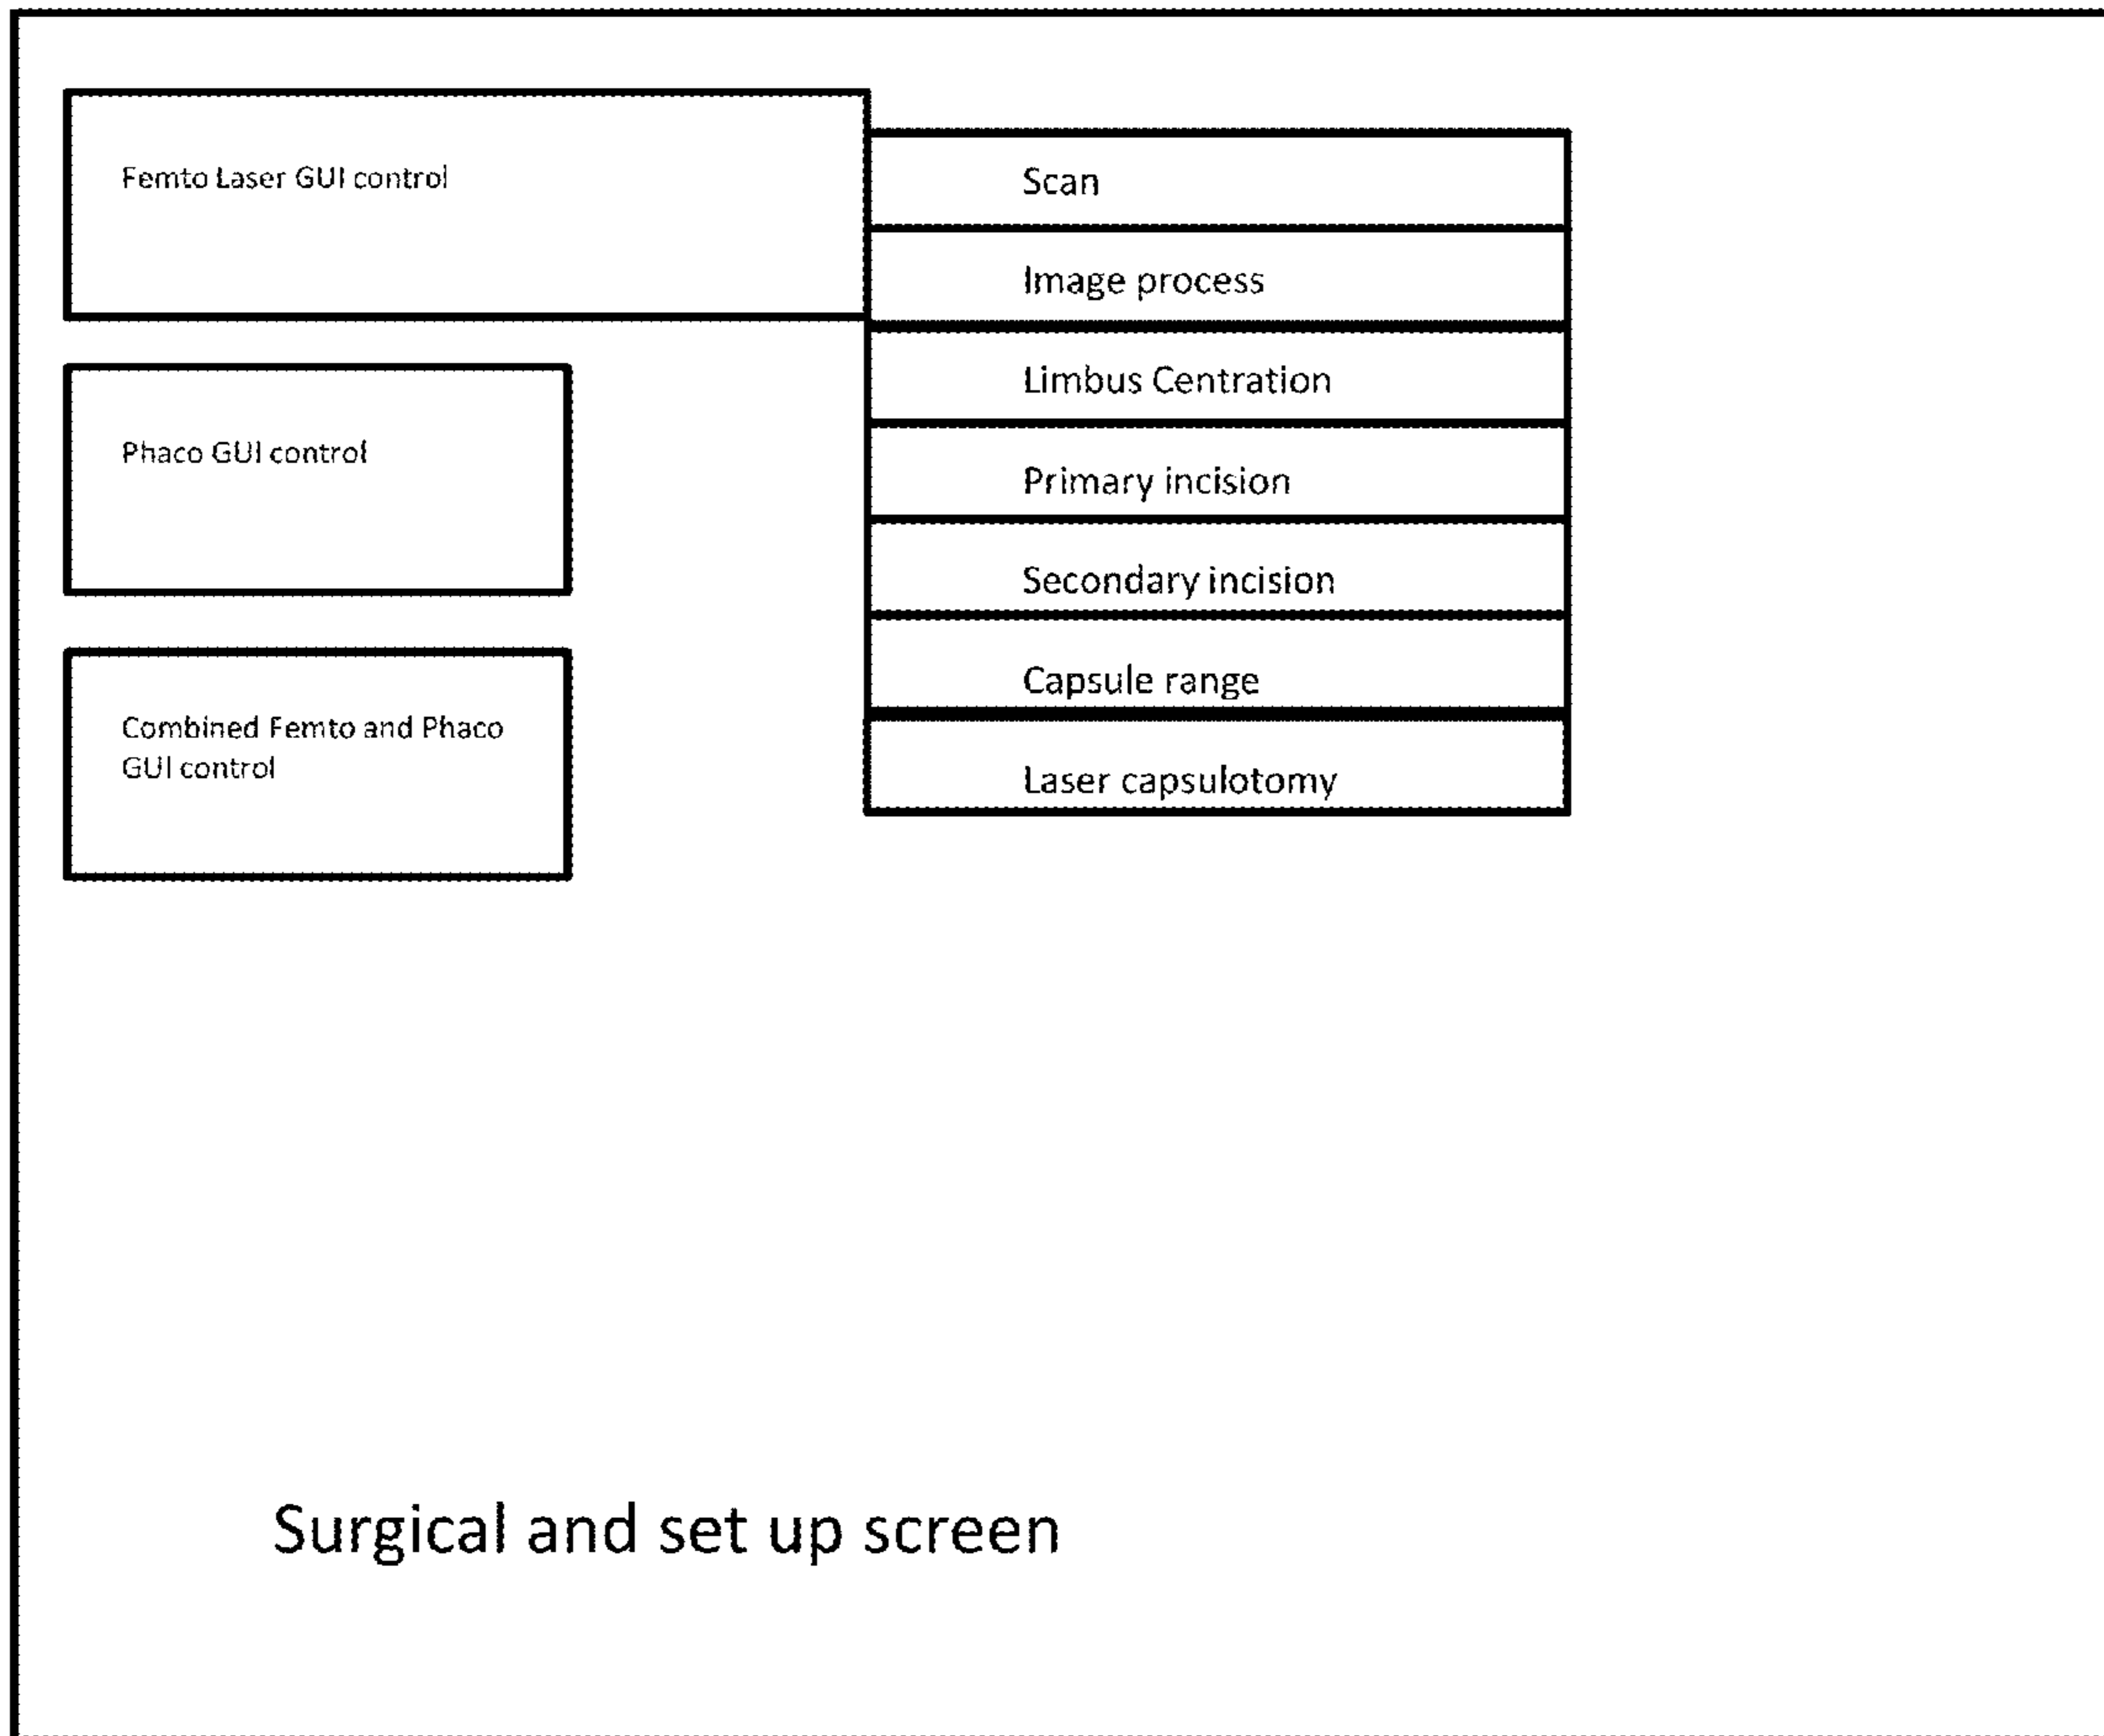 Femto Laser GUI control
Scan
Image process
Limbus Centration
Primary incision
Secondary incision
Capsule range
Laser capsulotomy
Phaco GUI control
Combined Femto and Phaco
GUI control
Surgical and set up screen